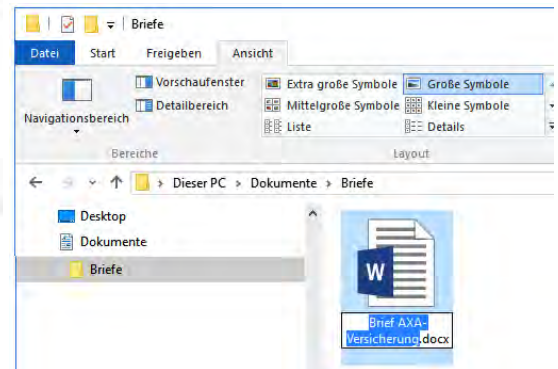 Briefe
Datei Start Freigeben Ansicht
Navigationsbereich
Vorschaufenster
Detailbereich
Bereiche
Extra große Symbole Große Symbole
Mittelgroße Symbole Kleine Symbole
Liste Details
Layout
Dieser PC > Dokumente > Briefe
Desktop
Dokumente
Briefe
W
Brief AXA-
Versicherung.docx